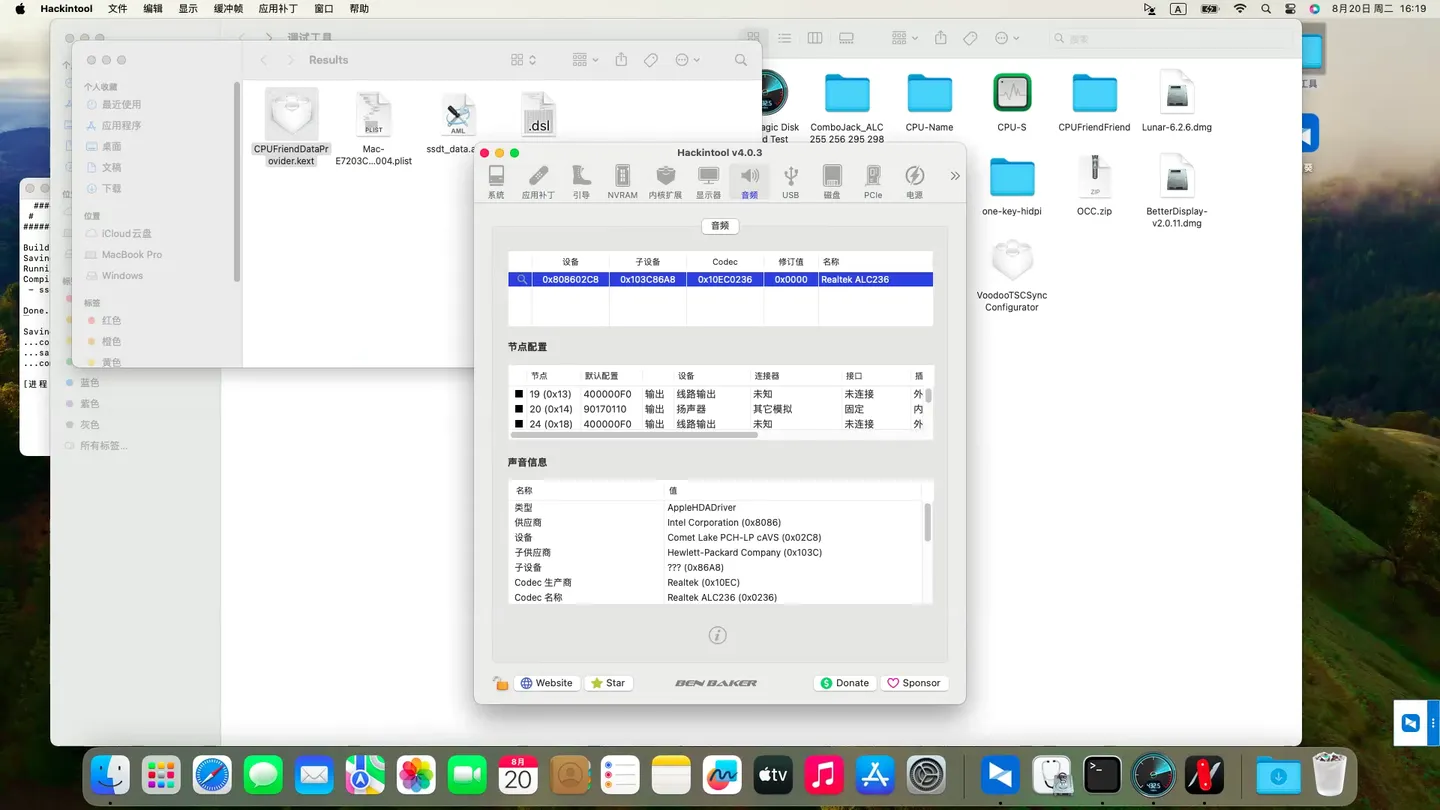 Hackintool 文件 编辑 显示 缓冲帧 应用补丁 窗口 帮助
A 8月20日 周二 16:19
调试工具
搜索
Results
个人收藏
最近使用
应用程序
桌面
文稿
下载
位置
iCloud云盘
MacBook Pro
Windows
标签
红色
橙色
黄色
蓝色
紫色
灰色
所有标签...
CPUFriendDataPr
ovider.kext
PLIST
Mac-
E7203C...004.plist
AML
ssdt_data.a
.dsl
agic Disk
d Test
ComboJack_ALC
255 256 295 298
CPU-Name
CPU-S
CPUFriendFriend
Lunar-6.2.6.dmg
one-key-hidpi
ZIP
OCC.zip
BetterDisplay-
v2.0.11.dmg
VoodooTSCSync
Configurator
工具
####
#
Build
Savin
Runni
Compi
- ss
Done.
Savin
...co
...sa
...co
[进程
Hackintool v4.0.3
系统 应用补丁 引导 NVRAM 内核扩展 显示器 音频 USB 磁盘 PCIe 电源
音频
设备 子设备 Codec 修订值 名称
0x808602C8 0x103C86A8 0x10EC0236 0x0000 Realtek ALC236
节点配置
节点 默认配置 设备 连接器 接口 插
19 (0x13) 400000F0 输出 线路输出 未知 未连接 外
20 (0x14) 90170110 输出 扬声器 其它模拟 固定 内
24 (0x18) 400000F0 输出 线路输出 未知 未连接 外
声音信息
名称 值
类型 AppleHDADriver
供应商 Intel Corporation (0x8086)
设备 Comet Lake PCH-LP cAVS (0x02C8)
子供应商 Hewlett-Packard Company (0x103C)
子设备 ??? (0x86A8)
Codec 生产商 Realtek (0x10EC)
Codec 名称 Realtek ALC236 (0x0236)
Website Star BEN BAKER Donate Sponsor
8月
20
tv